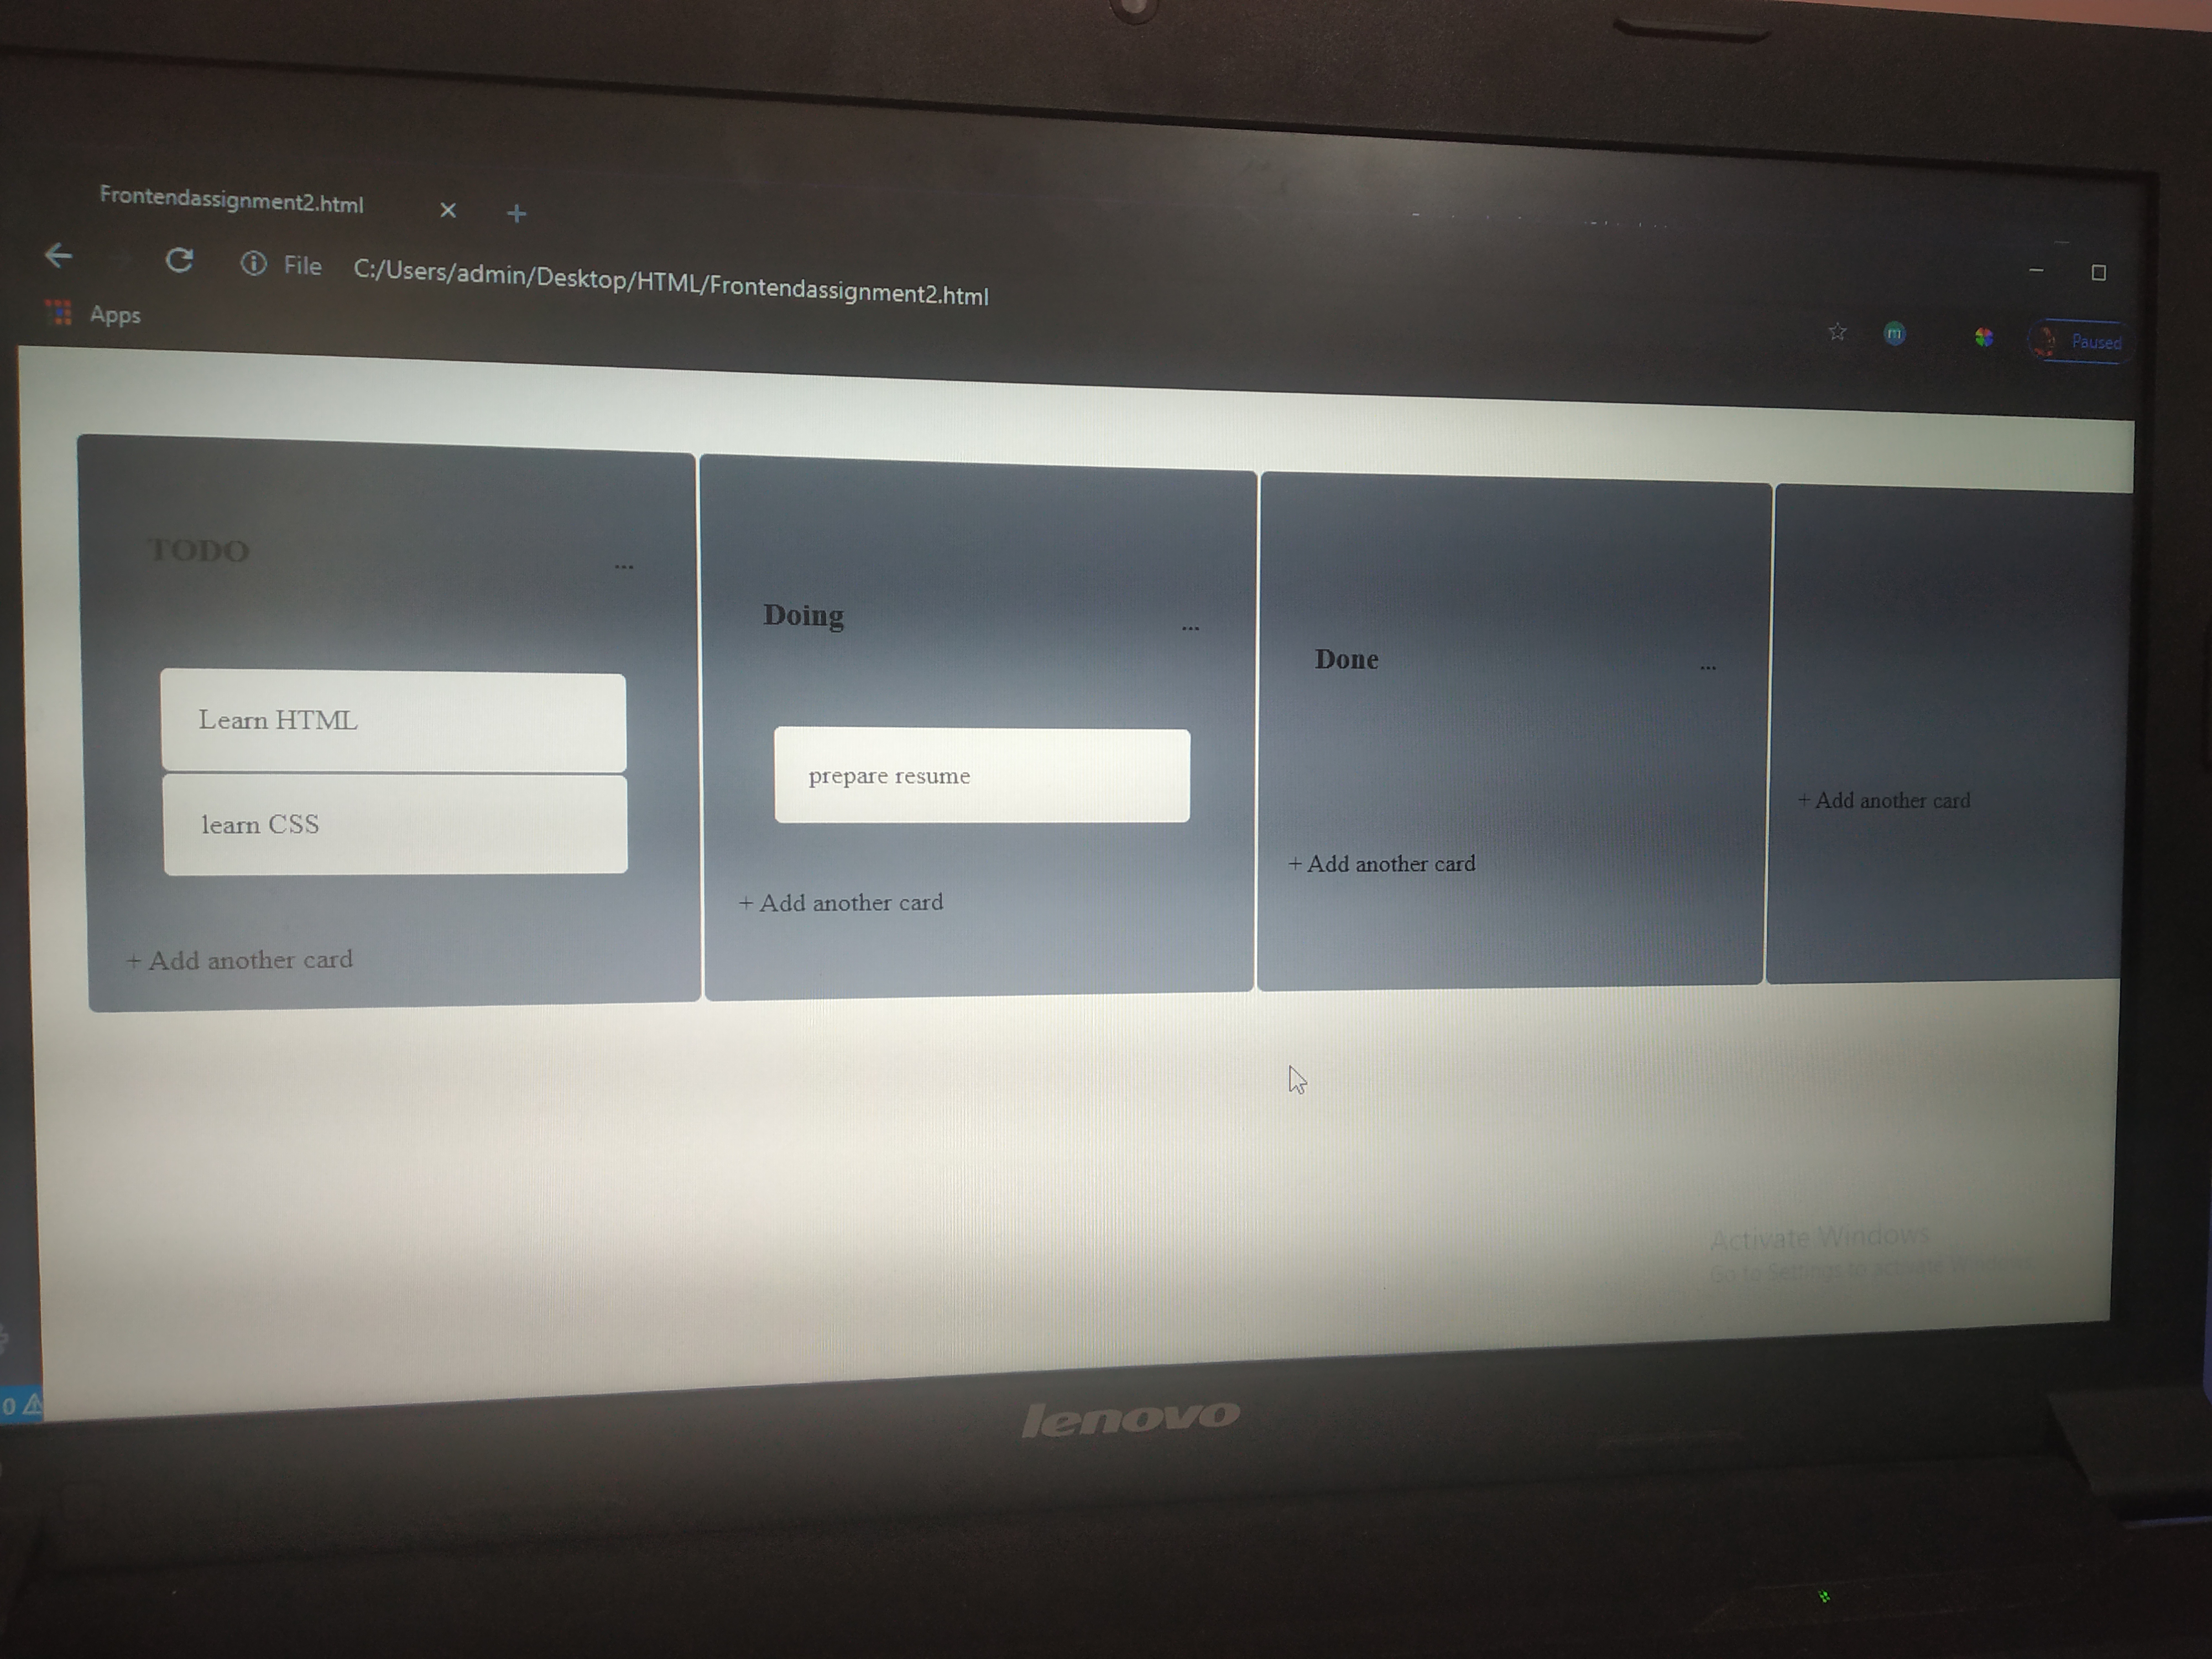 Frontendassignment2.html
File C:/Users/admin/Desktop/HTML/Frontendassignment2.html
Apps
m
Paused
TODO ...
Learn HTML
learn CSS
+ Add another card
Doing ...
prepare resume
+ Add another card
Done ...
+ Add another card
+ Add another card
Activate Windows
Go to Settings to activate
0
lenovo